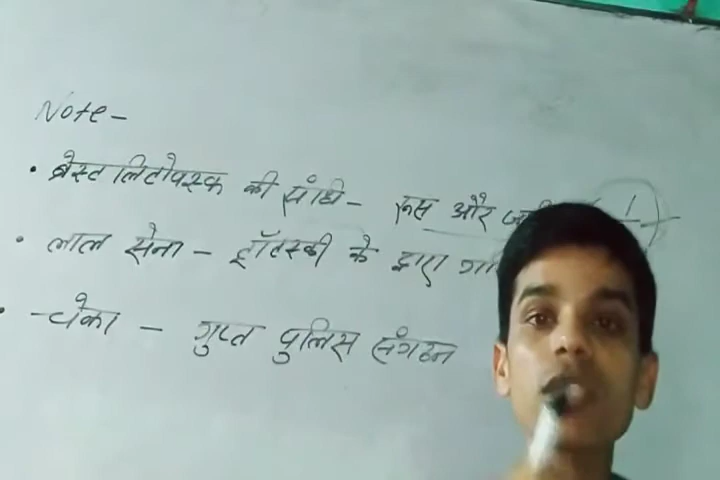 Note-
• ब्रेस्ट लिटोवस्क की संधि - रूस और
• लाल सेना - ट्रॉटस्की के द्वारा
• - चेका - गुप्त पुलिस संगठन